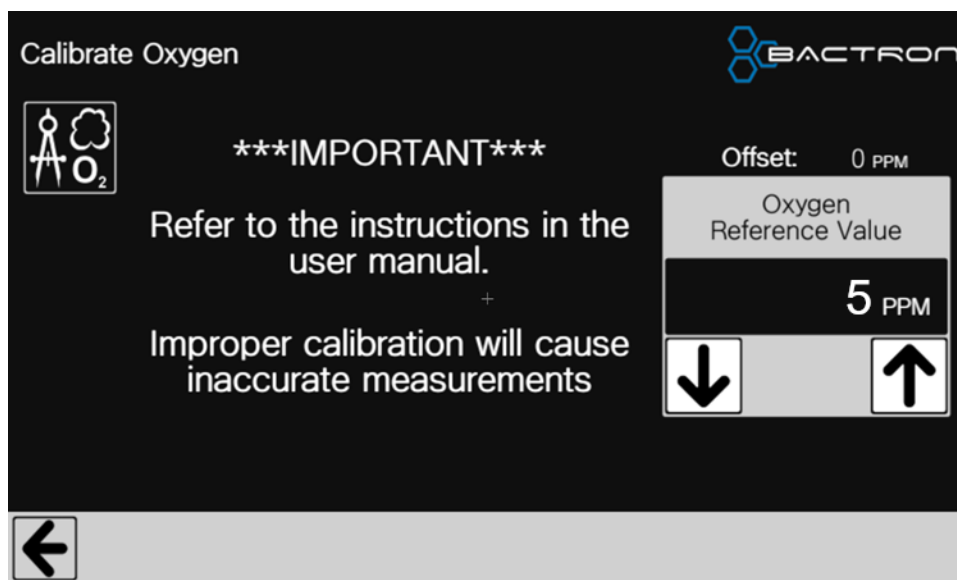 Calibrate Oxygen
BACTRON
O2
***IMPORTANT***
Refer to the instructions in the
user manual.
Improper calibration will cause
inaccurate measurements
Offset: 0 PPM
Oxygen
Reference Value
5 PPM